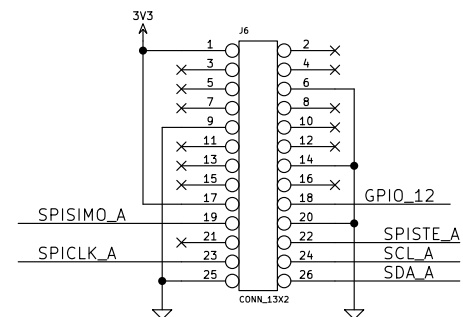 3V3
J6
1 2
3 4
5 6
7 8
9 10
11 12
13 14
15 16
17 18 GPIO_12
SPISIMO_A 19 20
21 22 SPISTE_A
SPICLK_A 23 24 SCL_A
25 26 SDA_A
CONN_13X2